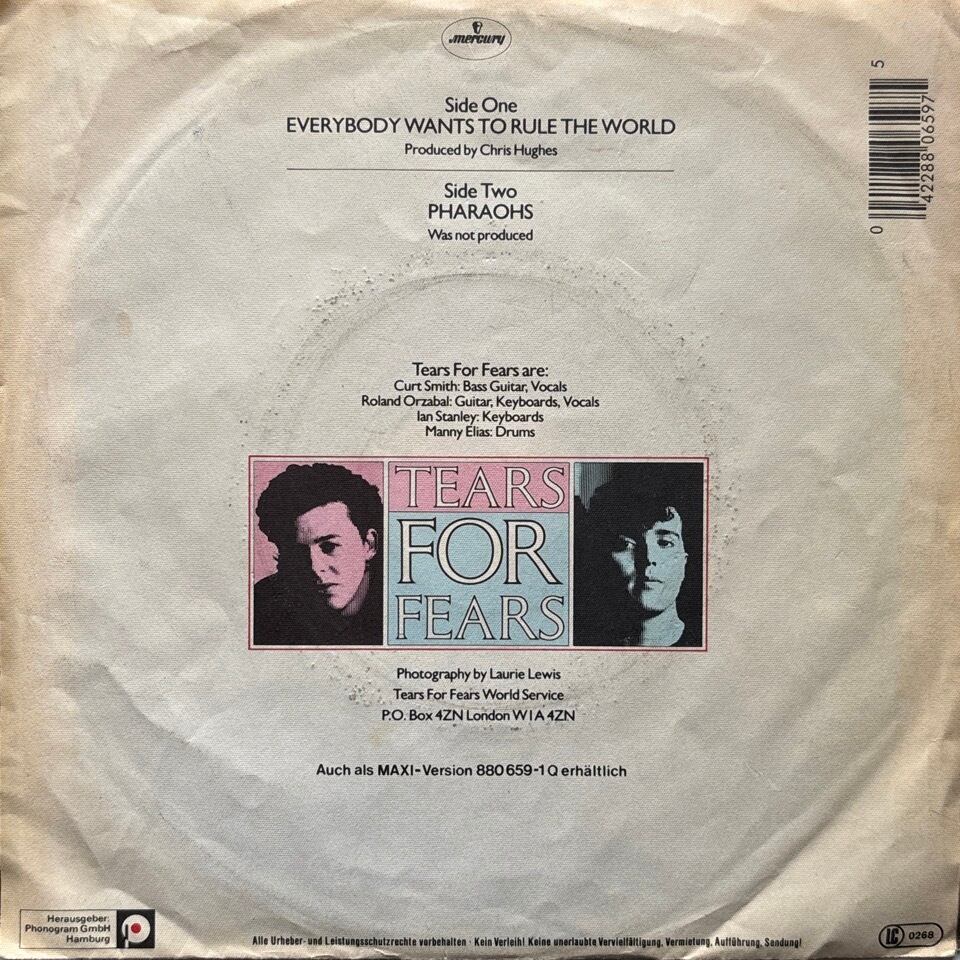 mercury
Side One
EVERYBODY WANTS TO RULE THE WORLD
Produced by Chris Hughes
Side Two
PHARAOHS
Was not produced
0 42288 06597 5
Tears For Fears are:
Curt Smith: Bass Guitar, Vocals
Roland Orzabal: Guitar, Keyboards, Vocals
Ian Stanley: Keyboards
Manny Elias: Drums
TEARS
FOR
FEARS
Photography by Laurie Lewis
Tears For Fears World Service
P.O. Box 4ZN London W1A 4ZN
Auch als MAXI-Version 880 659-1 Q erhältlich
Herausgeber:
Phonogram GmbH
Hamburg
Alle Urheber- und Leistungsschutzrechte vorbehalten · Kein Verleih! Keine unerlaubte Vervielfältigung, Vermietung, Aufführung, Sendung!
LC 0268